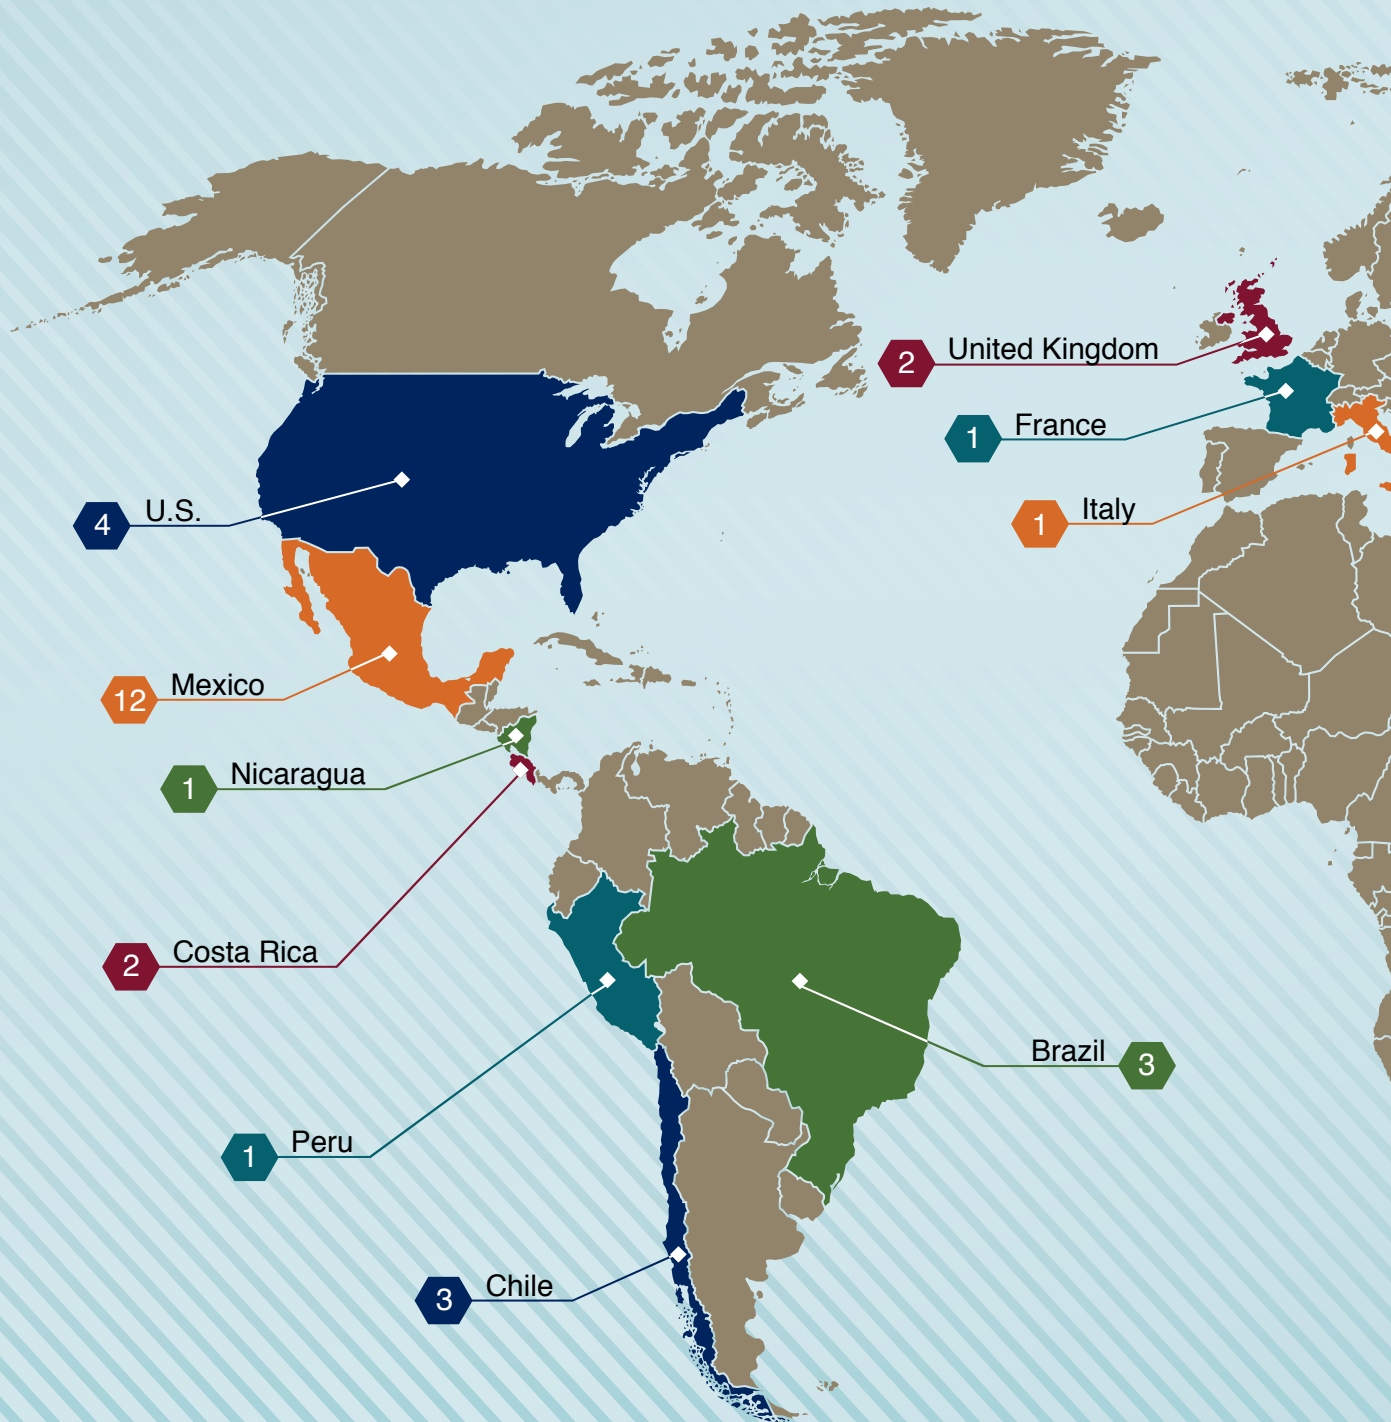 2 United Kingdom
1 France
1 Italy
4 U.S.
12 Mexico
1 Nicaragua
2 Costa Rica
Brazil 3
1 Peru
3 Chile